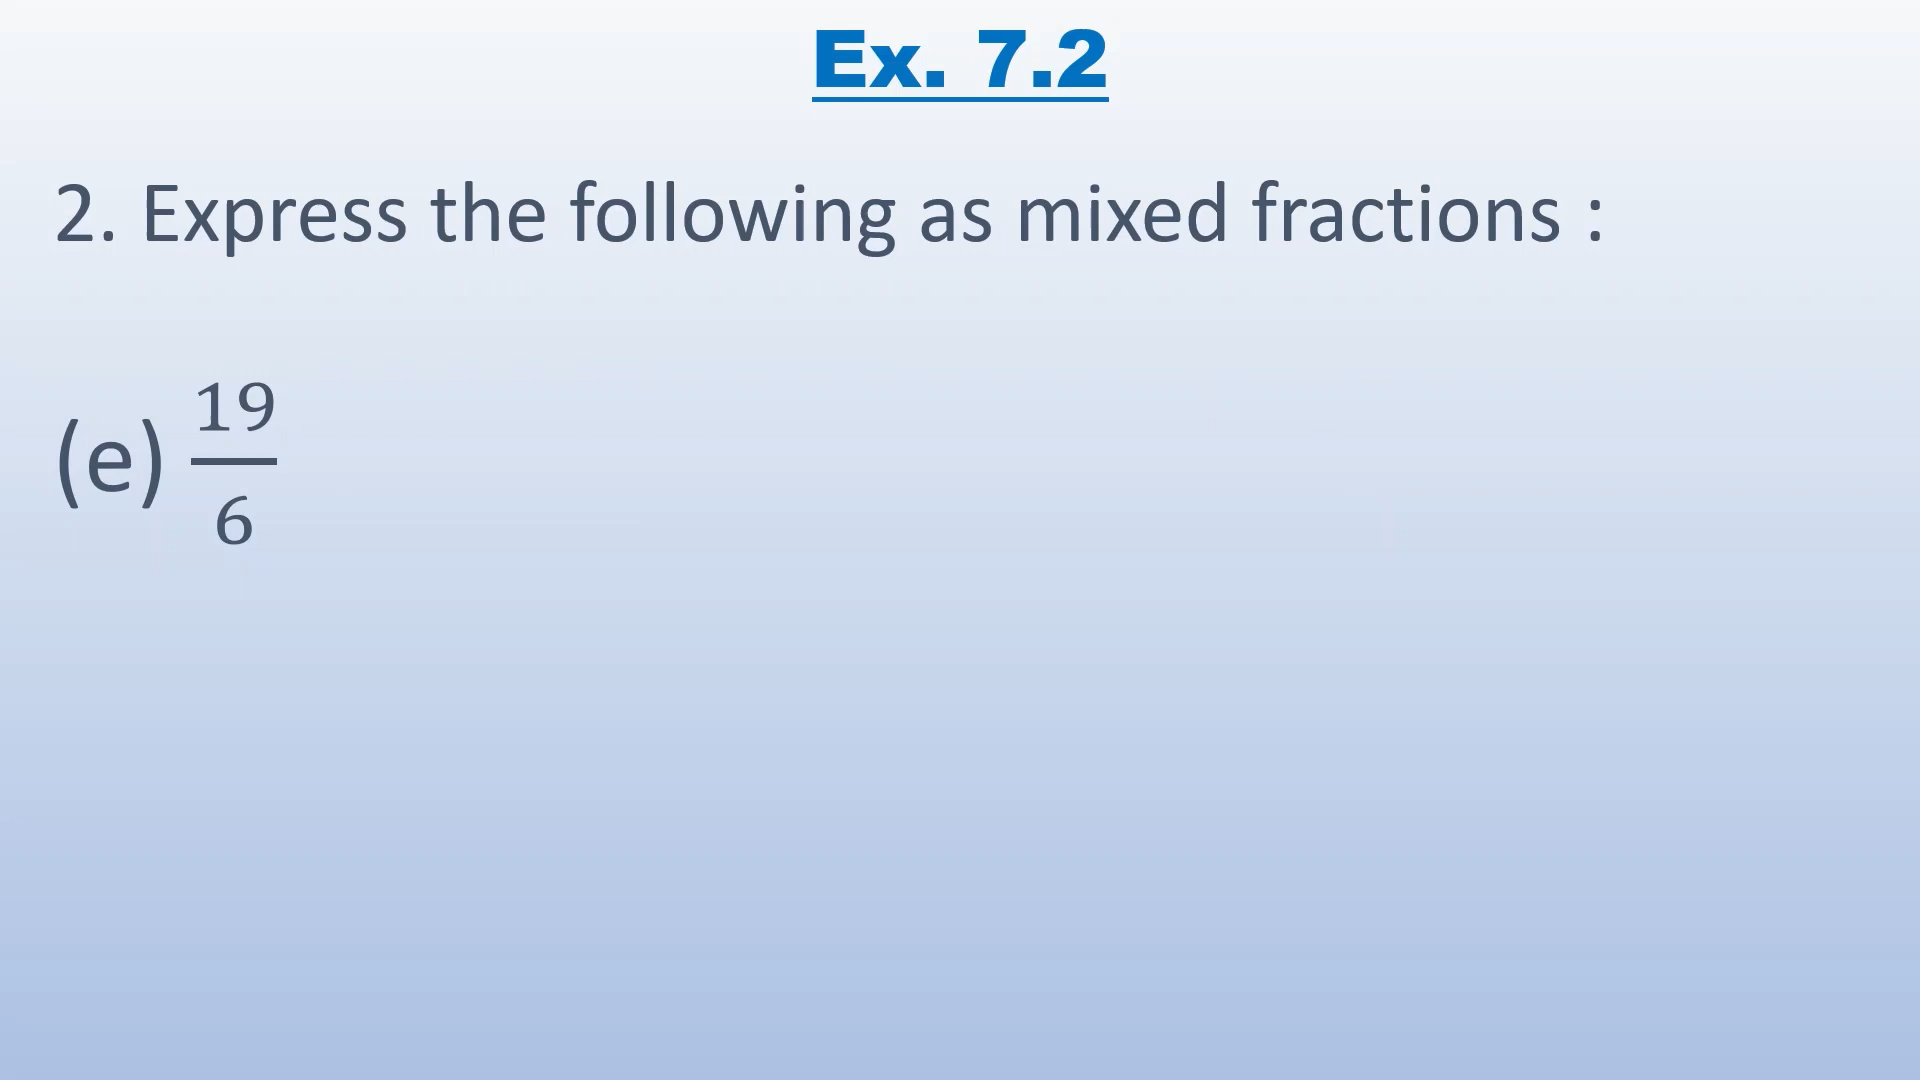 Ex. 7.2
2. Express the following as mixed fractions :
(e) 19/6